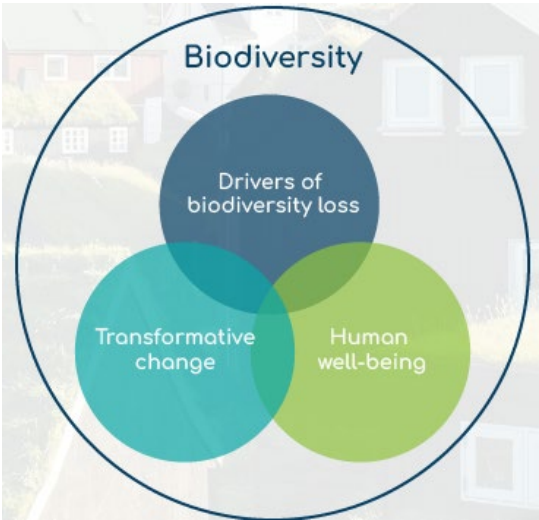 Biodiversity
Drivers of
biodiversity loss
Transformative
change
Human
well-being